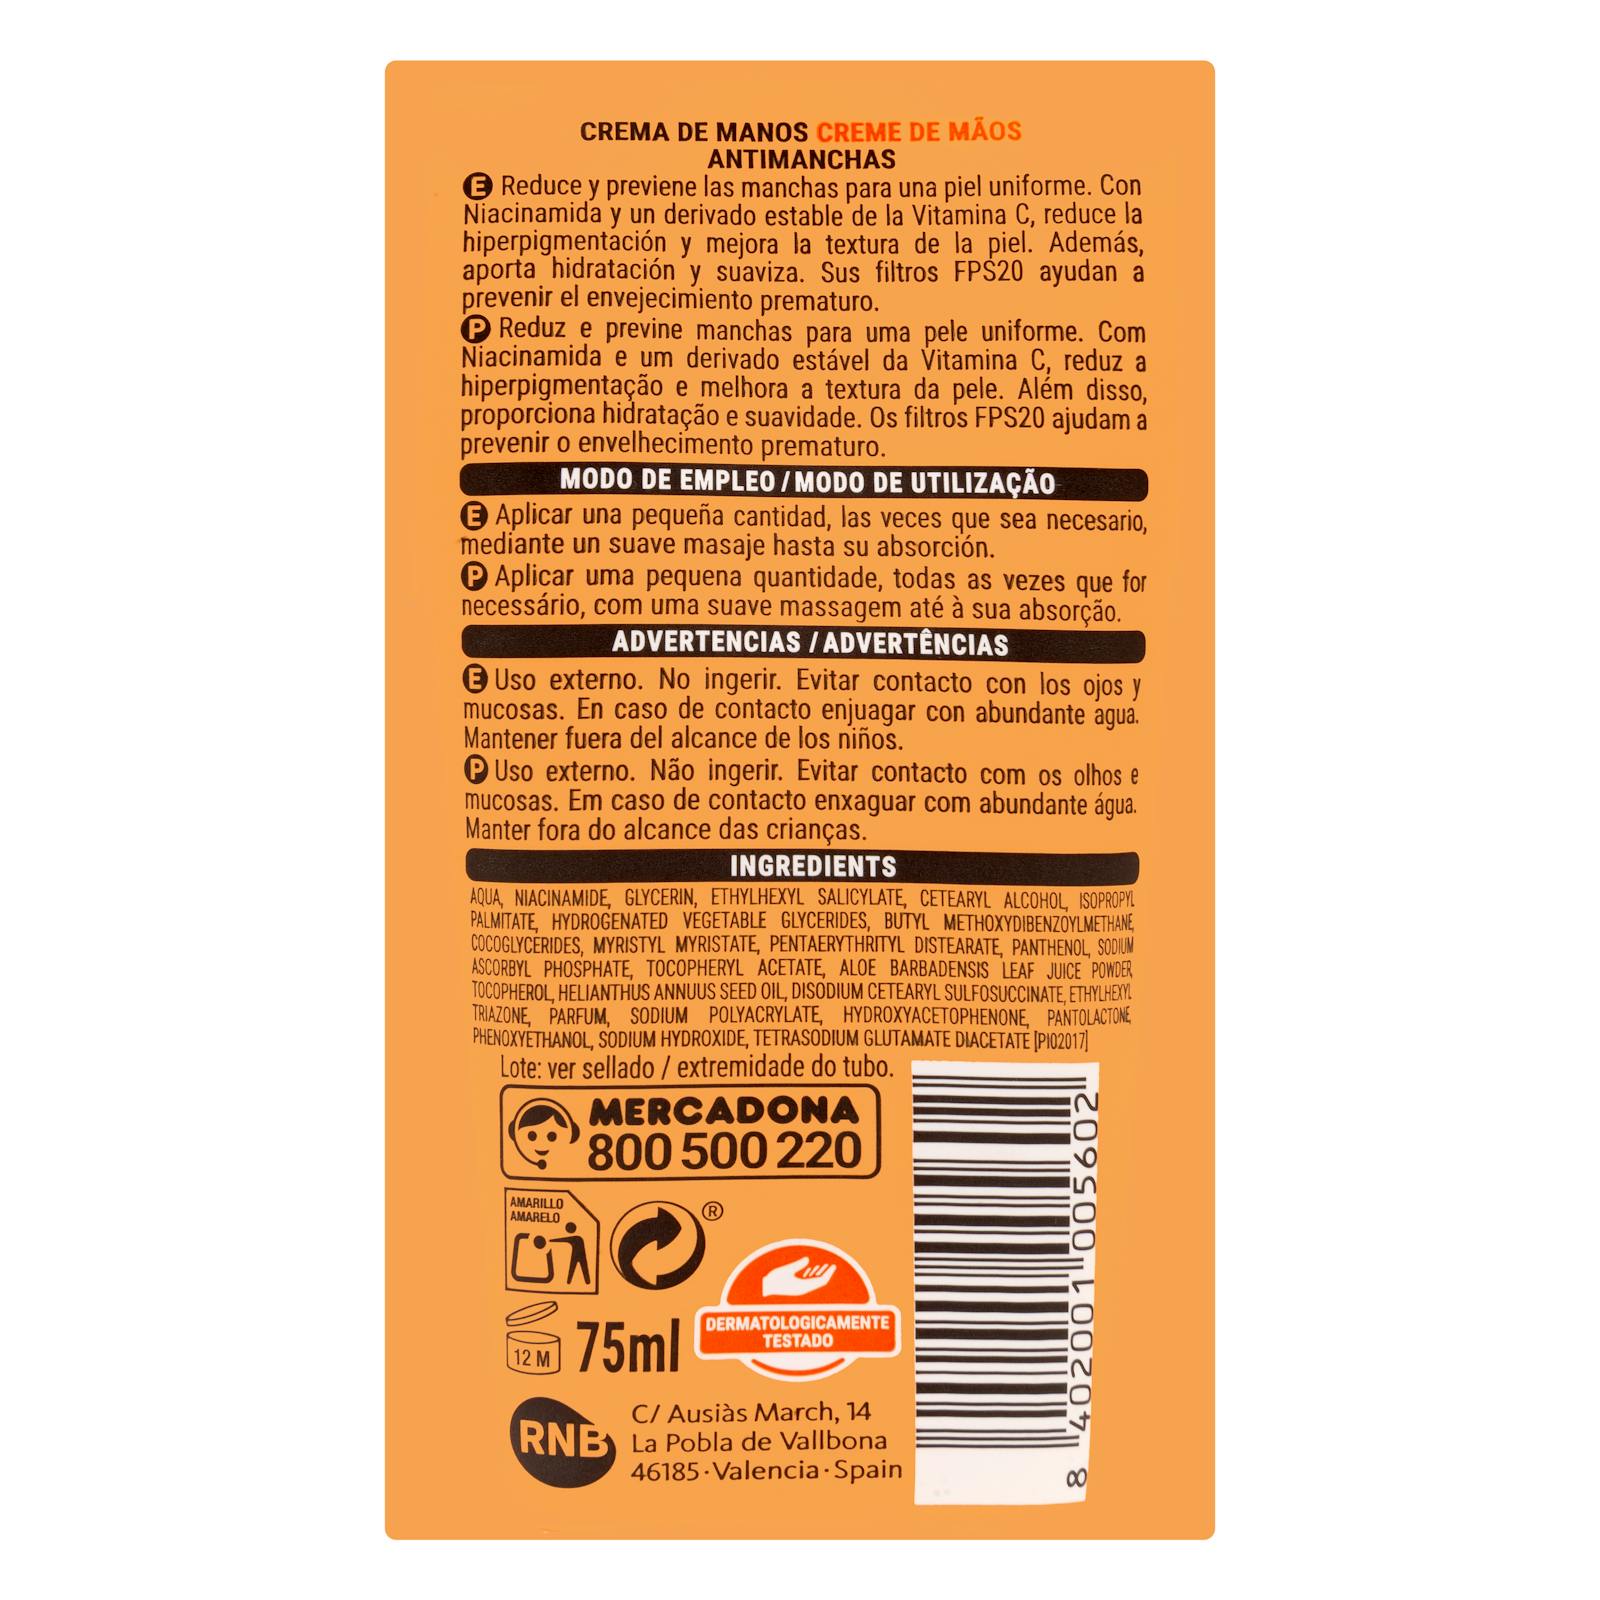 CREMA DE MANOS CREME DE MÃOS
ANTIMANCHAS
E Reduce y previene las manchas para una piel uniforme. Con
Niacinamida y un derivado estable de la Vitamina C, reduce la
hiperpigmentación y mejora la textura de la piel. Además,
aporta hidratación y suaviza. Sus filtros FPS20 ayudan a
prevenir el envejecimiento prematuro.
P Reduz e previne manchas para uma pele uniforme. Com
Niacinamida e um derivado estável da Vitamina C, reduz a
hiperpigmentação e melhora a textura da pele. Além disso,
proporciona hidratação e suavidade. Os filtros FPS20 ajudam a
prevenir o envelhecimento prematuro.
MODO DE EMPLEO / MODO DE UTILIZAÇÃO
E Aplicar una pequeña cantidad, las veces que sea necesario,
mediante un suave masaje hasta su absorción.
P Aplicar uma pequena quantidade, todas as vezes que for
necessário, com uma suave massagem até à sua absorção.
ADVERTENCIAS / ADVERTÊNCIAS
E Uso externo. No ingerir. Evitar contacto con los ojos y
mucosas. En caso de contacto enjuagar con abundante agua.
Mantener fuera del alcance de los niños.
P Uso externo. Não ingerir. Evitar contacto com os olhos e
mucosas. Em caso de contacto enxaguar com abundante água.
Manter fora do alcance das crianças.
INGREDIENTS
AQUA, NIACINAMIDE, GLYCERIN, ETHYLHEXYL SALICYLATE, CETEARYL ALCOHOL, ISOPROPYL
PALMITATE, HYDROGENATED VEGETABLE GLYCERIDES, BUTYL METHOXYDIBENZOYLMETHANE,
COCOGLYCERIDES, MYRISTYL MYRISTATE, PENTAERYTHRITYL DISTEARATE, PANTHENOL, SODIUM
ASCORBYL PHOSPHATE, TOCOPHERYL ACETATE, ALOE BARBADENSIS LEAF JUICE POWDER,
TOCOPHEROL, HELIANTHUS ANNUUS SEED OIL, DISODIUM CETEARYL SULFOSUCCINATE, ETHYLHEXYL
TRIAZONE, PARFUM, SODIUM POLYACRYLATE, HYDROXYACETOPHENONE, PANTOLACTONE,
PHENOXYETHANOL, SODIUM HYDROXIDE, TETRASODIUM GLUTAMATE DIACETATE [PI02017]
Lote: ver sellado / extremidade do tubo.
MERCADONA
800 500 220
AMARILLO
AMARELO
®
DERMATOLOGICAMENTE
TESTADO
12 M
75ml
RNB
C/ Ausiàs March, 14
La Pobla de Vallbona
46185·Valencia·Spain
8 402001 005602